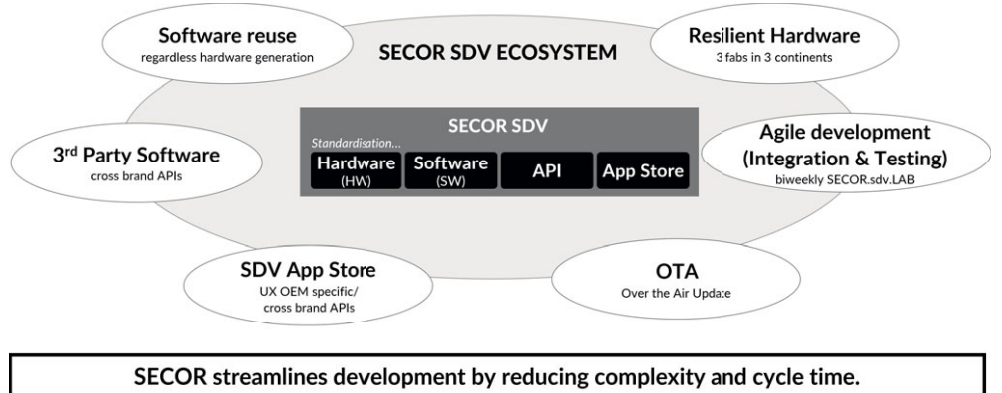 Software reuse
regardless hardware generation
SECOR SDV ECOSYSTEM
Resilient Hardware
3 fabs in 3 continents
3rd Party Software
cross brand APIs
SECOR SDV
Standardisation...
Hardware
(HW)
Software
(SW)
API
App Store
Agile development
(Integration & Testing)
biweekly SECOR.sdv.LAB
SDV App Store
UX OEM specific/
cross brand APIs
OTA
Over the Air Update
SECOR streamlines development by reducing complexity and cycle time.